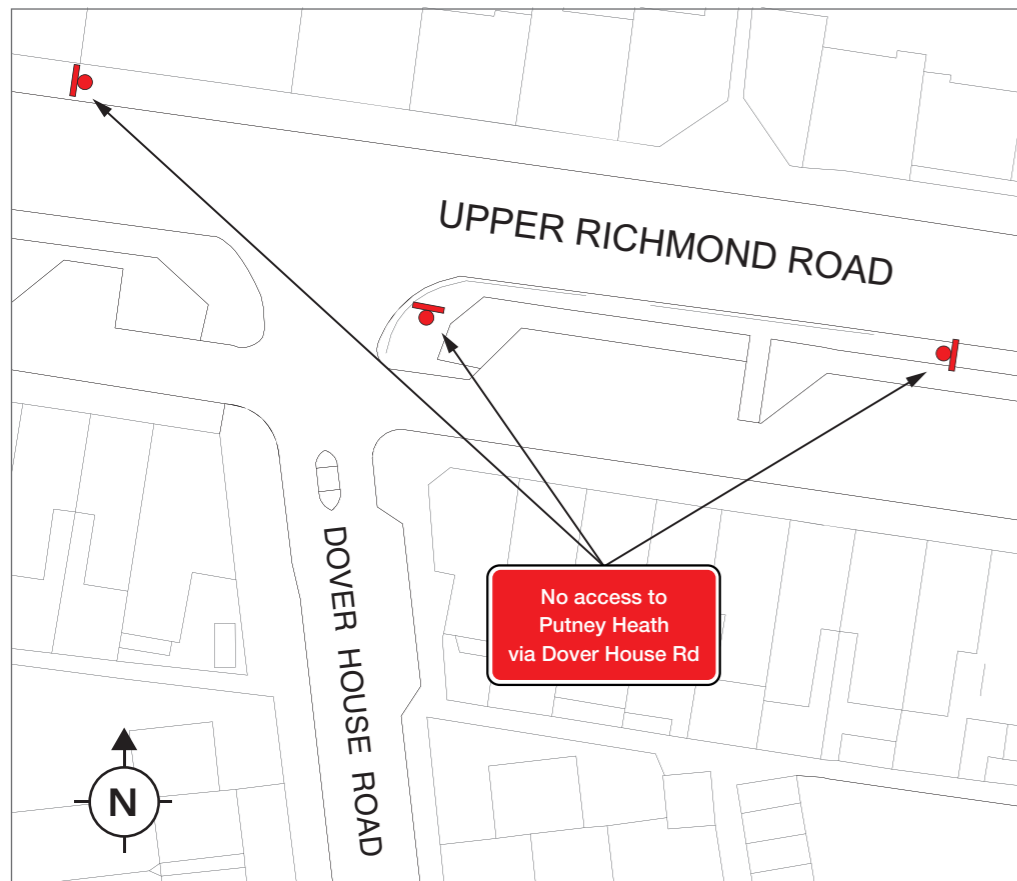 UPPER RICHMOND ROAD
DOVER HOUSE ROAD
No access to
Putney Heath
via Dover House Rd
N